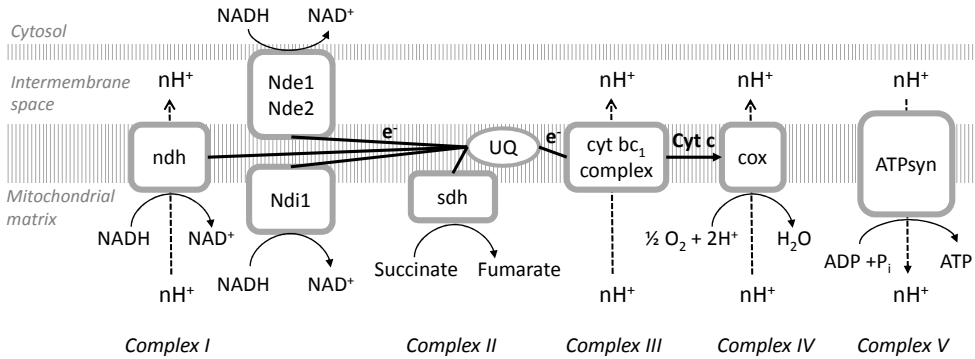 NADH NAD⁺
Cytosol
Intermembrane
space
Nde1
Nde2
nH⁺ nH⁺ nH⁺ nH⁺
ndh e⁻ UQ e⁻ cyt bc₁
complex Cyt c cox ATPsyn
Mitochondrial
matrix
Ndi1 sdh
NADH NAD⁺ ½ O₂ + 2H⁺ H₂O
NADH NAD⁺ Succinate Fumarate ADP +Pᵢ ATP
nH⁺ nH⁺ nH⁺ nH⁺
Complex I Complex II Complex III Complex IV Complex V